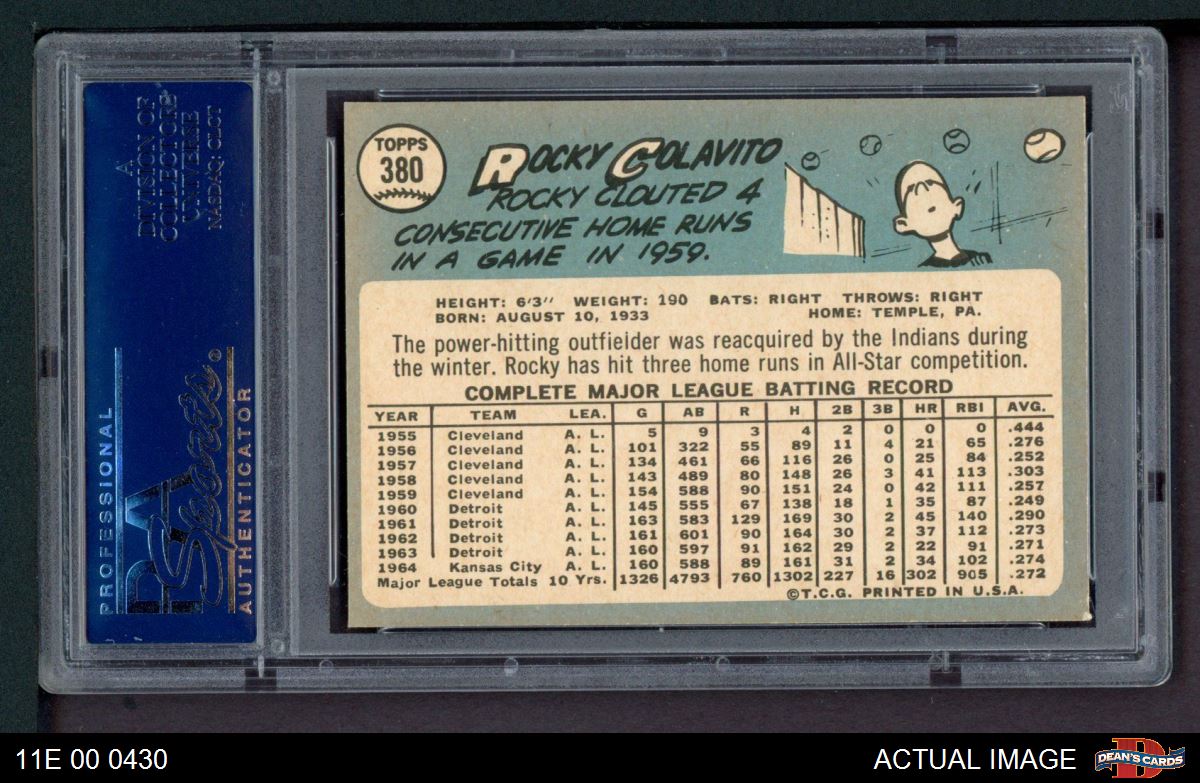 A
DIVISION OF
COLLECTORS
UNIVERSE
NASDAQ: CLCT
PROFESSIONAL
PSA
Sports®
AUTHENTICATOR
TOPPS
380
ROCKY COLAVITO
ROCKY CLOUTED 4
CONSECUTIVE HOME RUNS
IN A GAME IN 1959.
HEIGHT: 6'3" WEIGHT: 190 BATS: RIGHT THROWS: RIGHT
BORN: AUGUST 10, 1933 HOME: TEMPLE, PA.
The power-hitting outfielder was reacquired by the Indians during
the winter. Rocky has hit three home runs in All-Star competition.
COMPLETE MAJOR LEAGUE BATTING RECORD
YEAR TEAM LEA. G AB R H 2B 3B HR RBI AVG.
1955 Cleveland A. L. 5 9 3 4 2 0 0 0 .444
1956 Cleveland A. L. 101 322 55 89 11 4 21 65 .276
1957 Cleveland A. L. 134 461 66 116 26 0 25 84 .252
1958 Cleveland A. L. 143 489 80 148 26 3 41 113 .303
1959 Cleveland A. L. 154 588 90 151 24 0 42 111 .257
1960 Detroit A. L. 145 555 67 138 18 1 35 87 .249
1961 Detroit A. L. 163 583 129 169 30 2 45 140 .290
1962 Detroit A. L. 161 601 90 164 30 2 37 112 .273
1963 Detroit A. L. 160 597 91 162 29 2 22 91 .271
1964 Kansas City A. L. 160 588 89 161 31 2 34 102 .274
Major League Totals 10 Yrs. 1326 4793 760 1302 227 16 302 905 .272
©T.C.G. PRINTED IN U.S.A.
11E 00 0430
ACTUAL IMAGE
DEAN'S CARDS